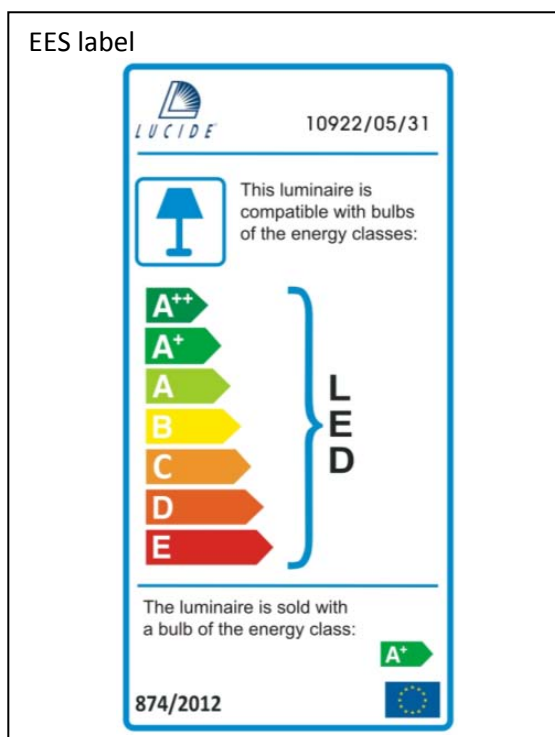 EES label
LUCIDE
10922/05/31
This luminaire is
compatible with bulbs
of the energy classes:
A++
A+
A
B
C
D
E
L
E
D
The luminaire is sold with
a bulb of the energy class:
A+
874/2012